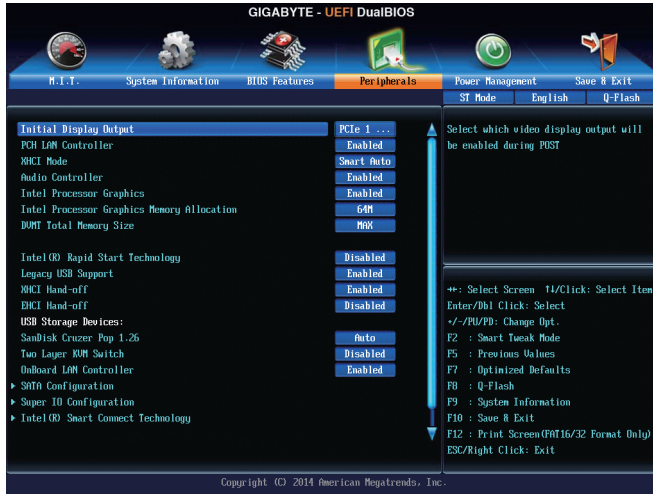 GIGABYTE - UEFI DualBIOS
M.I.T. System Information BIOS Features Peripherals Power Management Save & Exit
ST Mode English Q-Flash
Initial Display Output PCIe 1 ...
PCH LAN Controller Enabled
XHCI Mode Smart Auto
Audio Controller Enabled
Intel Processor Graphics Enabled
Intel Processor Graphics Memory Allocation 64M
DVMT Total Memory Size MAX
Intel(R) Rapid Start Technology Disabled
Legacy USB Support Enabled
XHCI Hand-off Enabled
EHCI Hand-off Disabled
USB Storage Devices:
SanDisk Cruzer Pop 1.26 Auto
Two Layer KVM Switch Disabled
OnBoard LAN Controller Enabled
SATA Configuration
Super IO Configuration
Intel(R) Smart Connect Technology
Select which video display output will
be enabled during POST
→←: Select Screen ↑↓/Click: Select Item
Enter/Dbl Click: Select
+/-/PU/PD: Change Opt.
F2 : Smart Tweak Mode
F5 : Previous Values
F7 : Optimized Defaults
F8 : Q-Flash
F9 : System Information
F10 : Save & Exit
F12 : Print Screen(FAT16/32 Format Only)
ESC/Right Click: Exit
Copyright (C) 2014 American Megatrends, Inc.